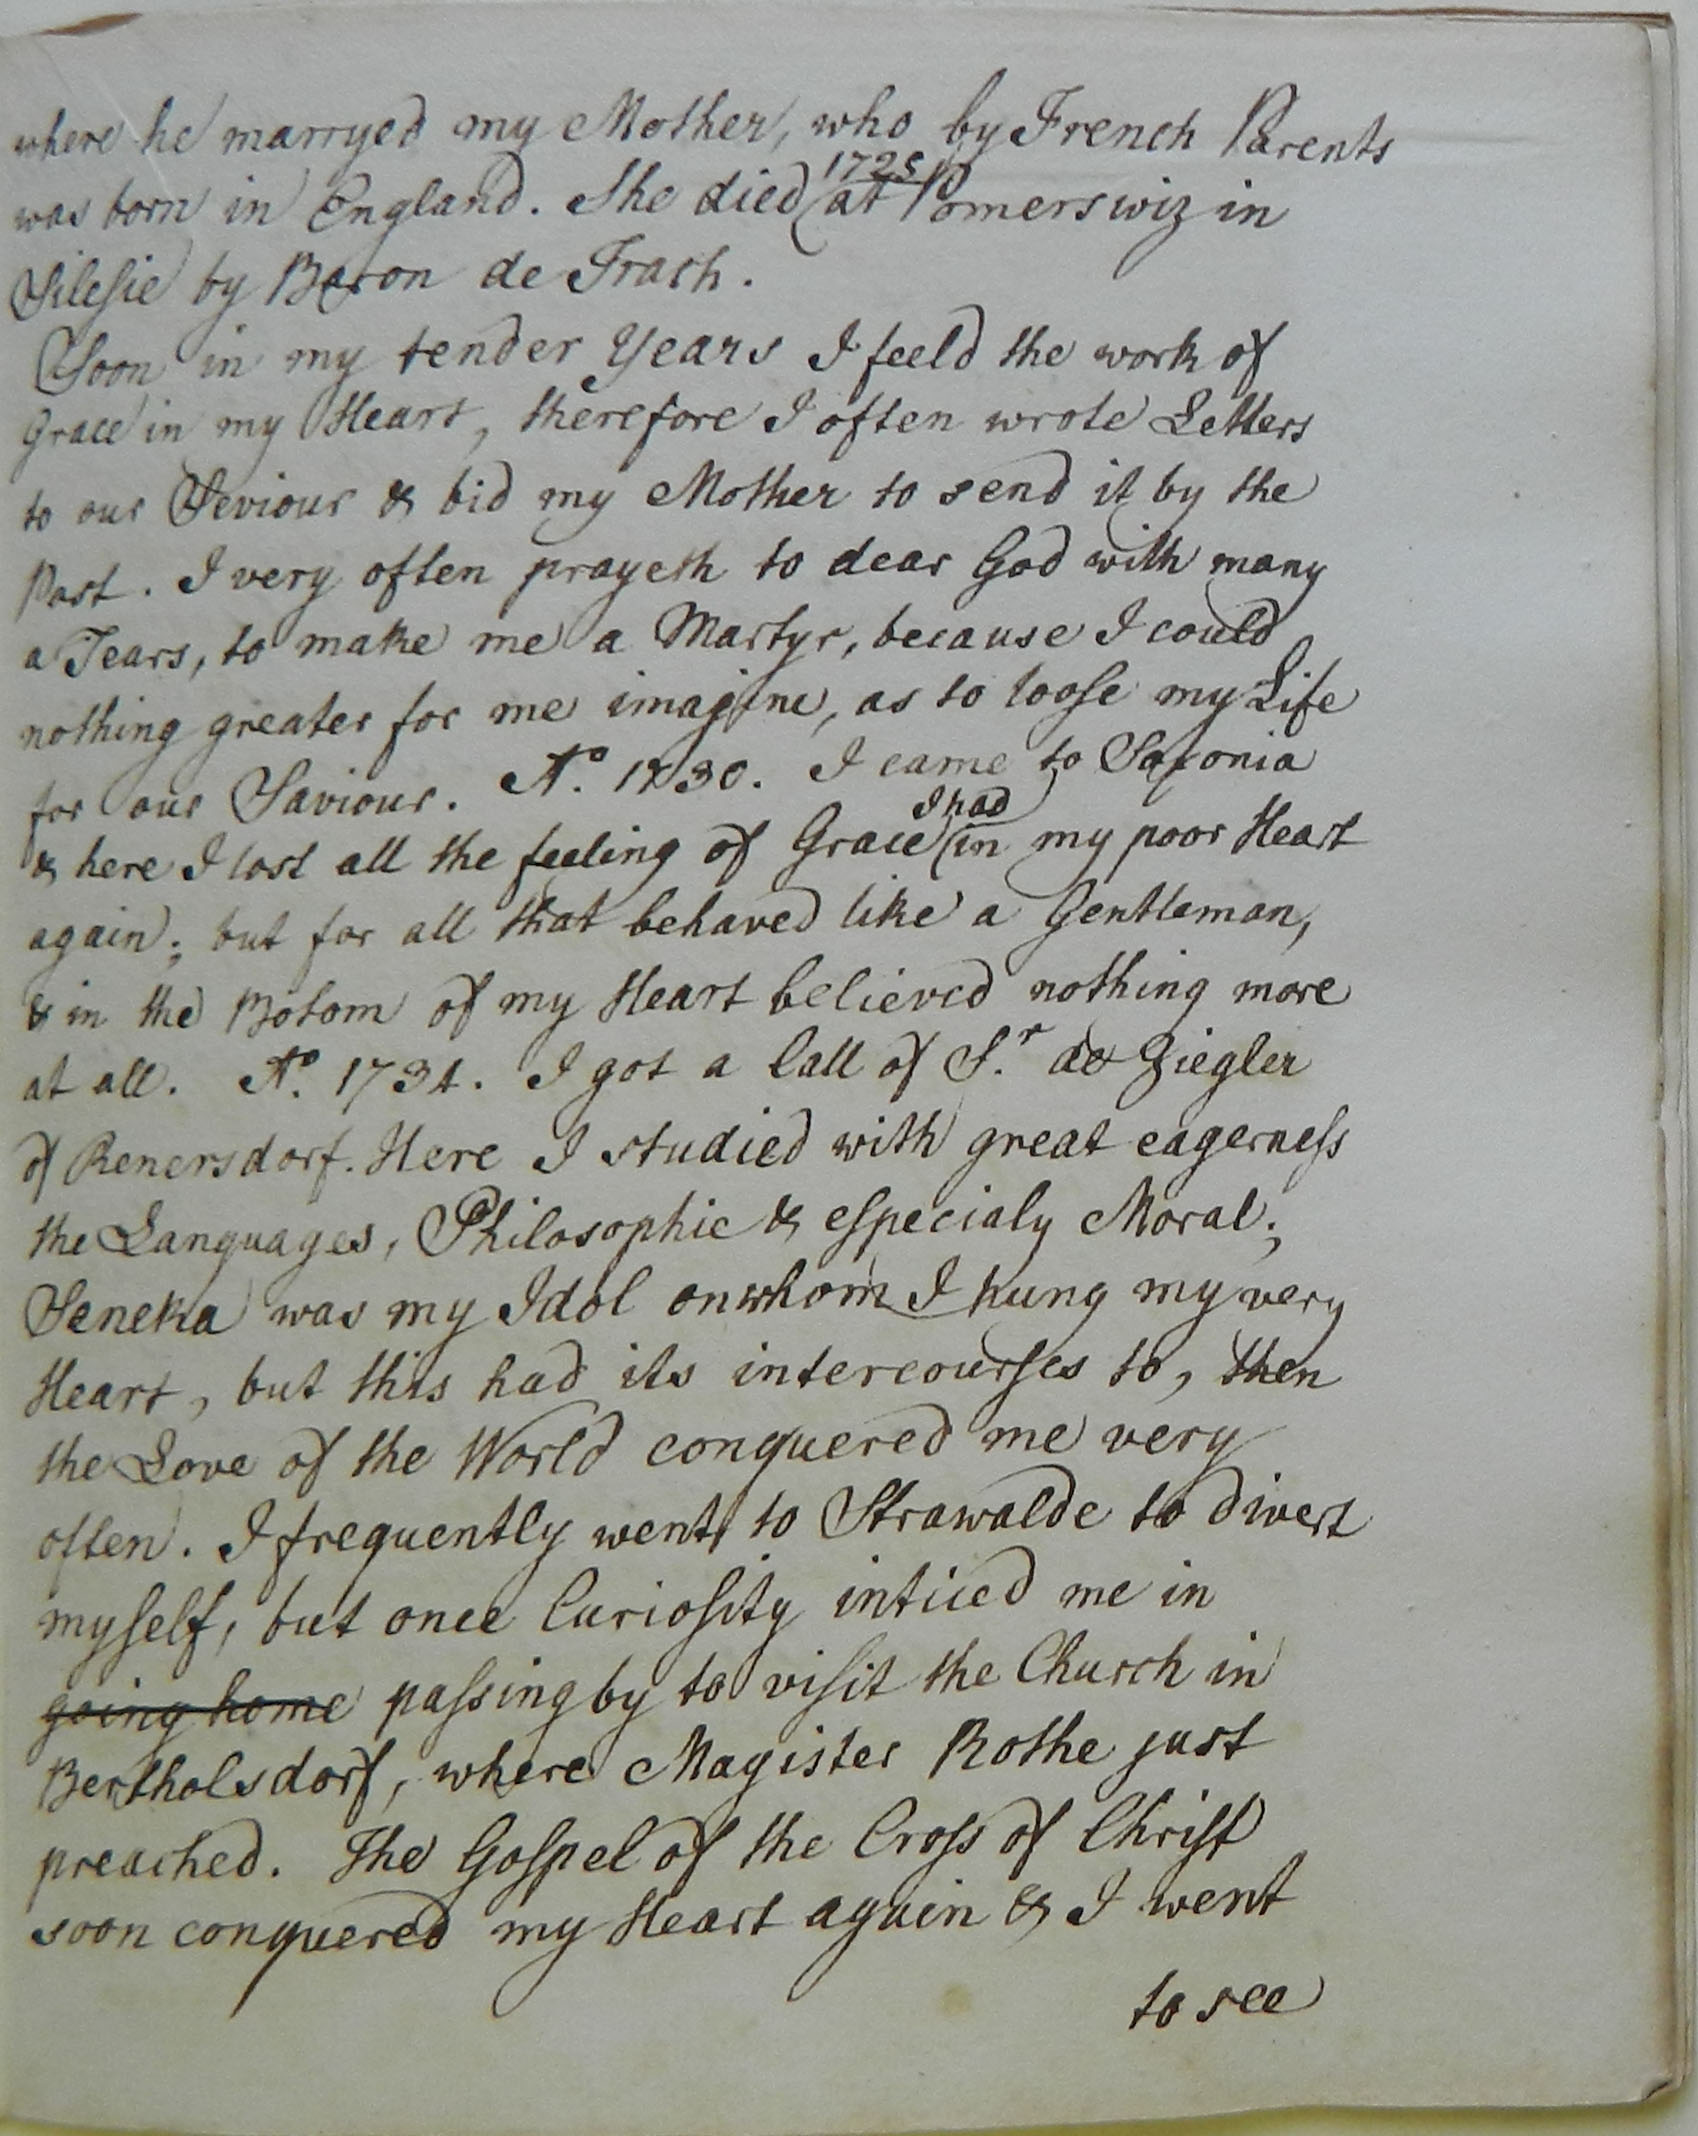 where he marryed my Mother, who by French Parents
was born in England. She died 1725 at Pomerswiz in
Silesie by Baron de Trach.
Soon in my tender Years I feeld the work of
Grace in my Heart, therefore I often wrote Letters
to our Seviour & bid my Mother to send it by the
Post. I very often prayeth to dear God with many
a Tears, to make me a Martyr, because I could
nothing greater for me imagine, as to loose my Life
for our Saviour. Ao. 1730. I came to Saxonia
& here I lost all the feeling of Grace I had in my poor Heart
again; but for all that behaved like a Gentleman,
& in the Botom of my Heart believed nothing more
at all. Ao. 1734. I got a Call of Sr. de Ziegler
of Renersdorf. Here I studied with great eagerness
the Languages, Philosophie & especialy Moral;
Seneka was my Idol on whom I hung my very
Heart, but this had its intercourses to, then
the Love of the World conquered me very
often. I frequently went to Strawalde to divert
myself, but once Curiosity inticed me in
going home passing by to visit the Church in
Bertholsdorf, where Magister Rothe just
preached. The Gospel of the Cross of Christ
soon conquered my Heart again & I went
to see